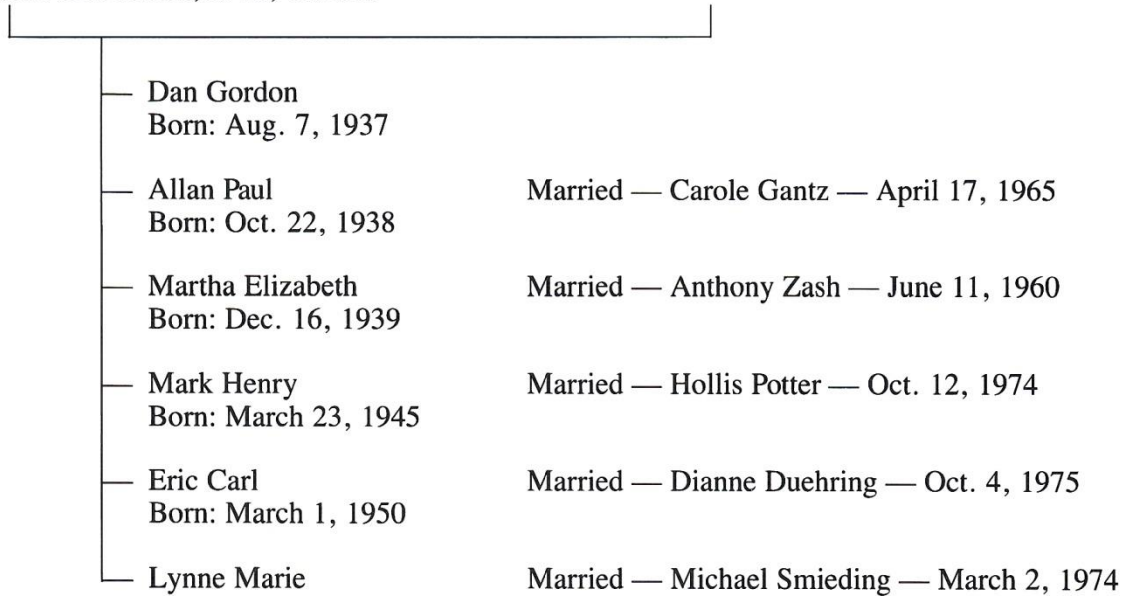 Dan Gordon
Born: Aug. 7, 1937
Allan Paul Married — Carole Gantz — April 17, 1965
Born: Oct. 22, 1938
Martha Elizabeth Married — Anthony Zash — June 11, 1960
Born: Dec. 16, 1939
Mark Henry Married — Hollis Potter — Oct. 12, 1974
Born: March 23, 1945
Eric Carl Married — Dianne Duehring — Oct. 4, 1975
Born: March 1, 1950
Lynne Marie Married — Michael Smieding — March 2, 1974